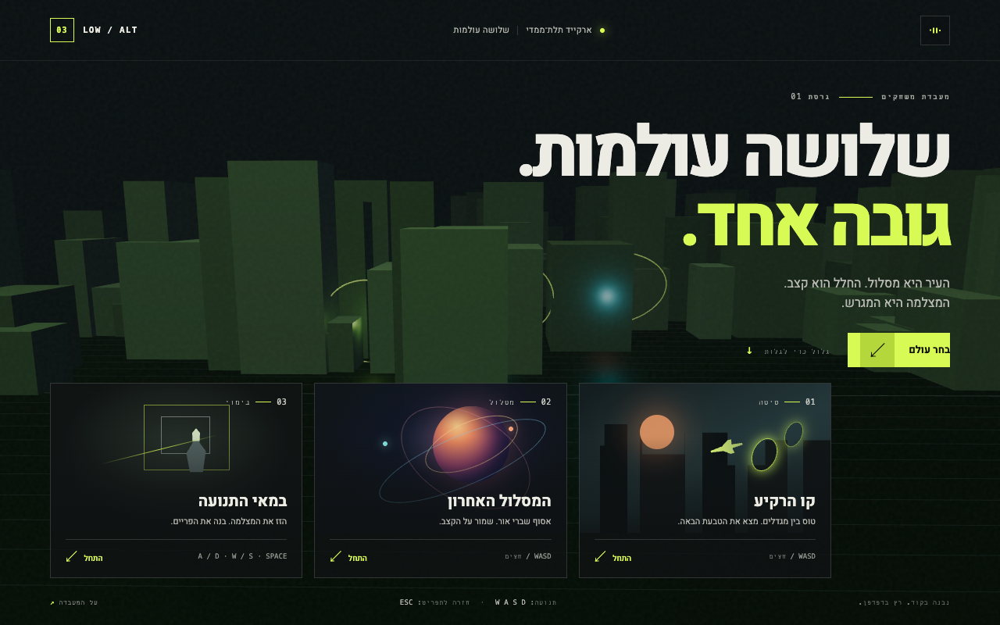 03 LOW / ALT
ארקייד תלת־ממדי | שלושה עולמות
מעבדת משחקים — גרסת 01
שלושה עולמות.
גובה אחד.
העיר היא מסלול. החלל הוא קצב.
המצלמה היא המגרש.
בחר עולם
גלול כדי לגלות ↓
01 — טיסה
קו הרקיע
טוס בין מגדלים. מצא את הטבעת הבאה.
WASD / חצים
התחל
02 — מסלול
המסלול האחרון
אסוף שברי אור. שמור על הקצב.
WASD / חצים
התחל
03 — בימוי
במאי התנועה
הזז את המצלמה. בנה את הפריים.
A / D · W / S · SPACE
התחל
נבנה בקוד. רץ בדפדפן.
תנועה: W A S D · חזרה לתפריט: ESC
על המעבדה ↗